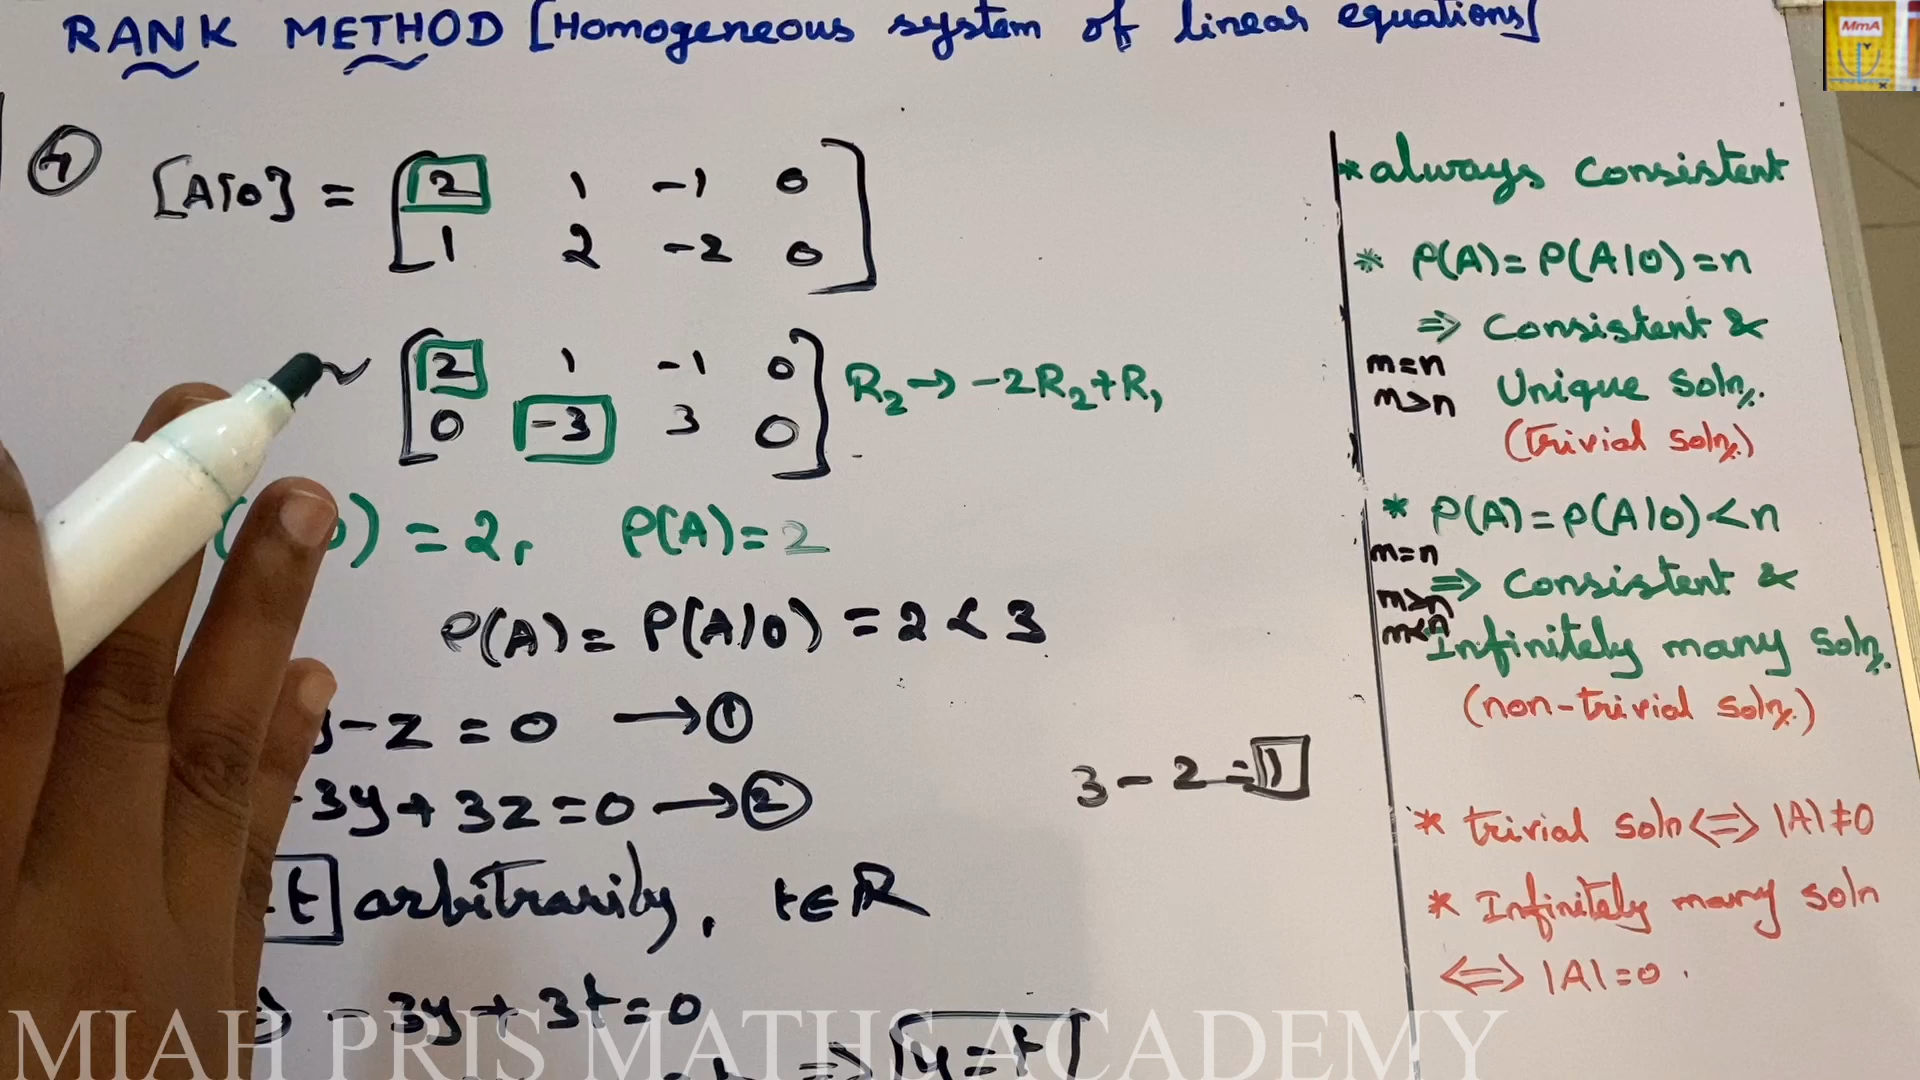 RANK METHOD [Homogeneous system of linear equations]
MmA
Y
X
[A|0] = [2 1 -1 0
1 2 -2 0]
~ [2 1 -1 0
0 -3 3 0] R₂ → -2R₂+R₁
) = 2, ρ(A) = 2
ρ(A) = ρ(A|0) = 2 < 3
y - z = 0 → ①
-3y + 3z = 0 → ②
t arbitrarily, t∈R
⇒ -3y + 3t = 0
⇒ y = t
3 - 2 = 1
* always consistent
* ρ(A) = ρ(A|0) = n
⇒ Consistent &
m=n
m>n Unique soln.
(trivial soln.)
* ρ(A) = ρ(A|0) < n
m=n
⇒ Consistent &
m>n
m<n
Infinitely many soln.
(non-trivial soln.)
* trivial soln ⇔ |A| ≠ 0
* Infinitely many soln
⇔ |A| = 0.
MIAH PRIS MATHS ACADEMY